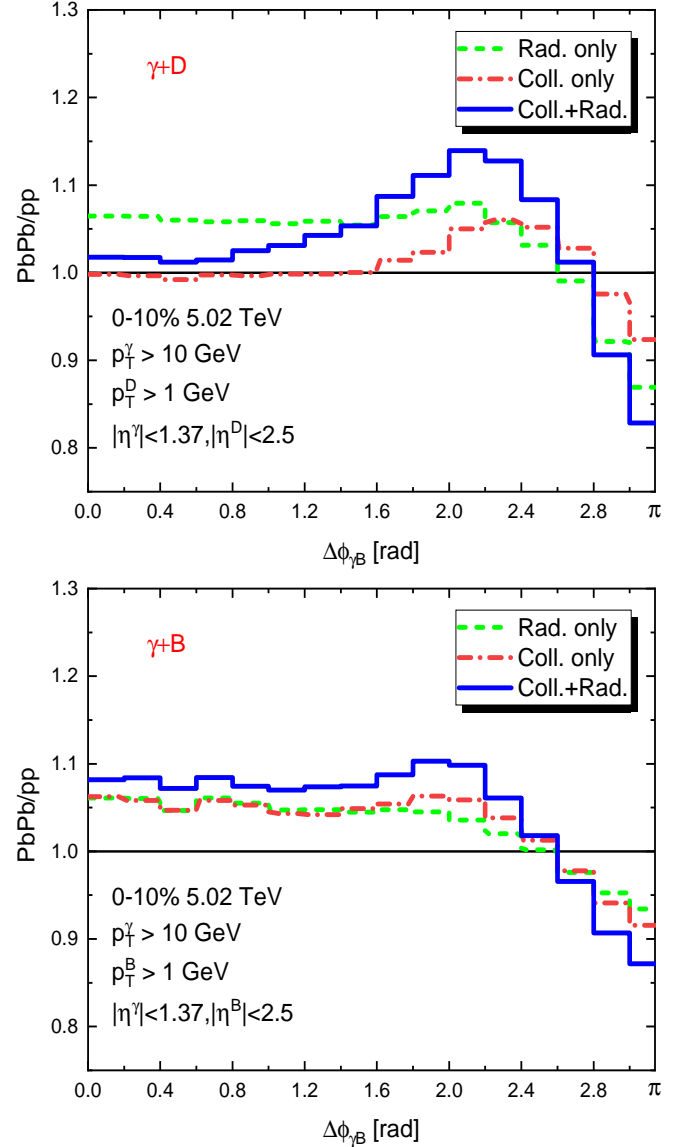 1.3
γ+D
Rad. only
Coll. only
Coll.+Rad.
1.2
1.1
1.0
0.9
0.8
PbPb/pp
0-10% 5.02 TeV
p_T^γ > 10 GeV
p_T^D > 1 GeV
|η^γ|<1.37,|η^D|<2.5
0.0 0.4 0.8 1.2 1.6 2.0 2.4 2.8 π
Δϕ_γB [rad]
1.3
γ+B
Rad. only
Coll. only
Coll.+Rad.
1.2
1.1
1.0
0.9
0.8
PbPb/pp
0-10% 5.02 TeV
p_T^γ > 10 GeV
p_T^B > 1 GeV
|η^γ|<1.37,|η^B|<2.5
0.0 0.4 0.8 1.2 1.6 2.0 2.4 2.8 π
Δϕ_γB [rad]